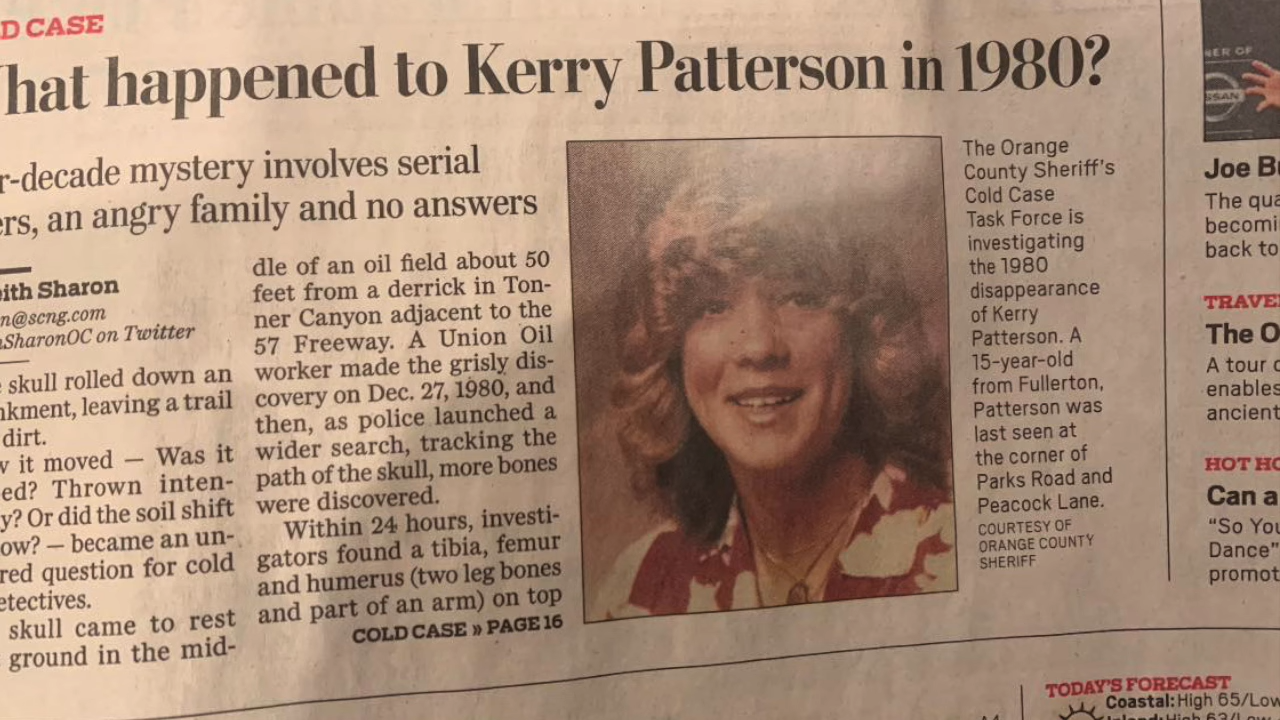 D CASE
hat happened to Kerry Patterson in 1980?
r-decade mystery involves serial
ers, an angry family and no answers
ith Sharon
n@scng.com
SharonOC on Twitter
skull rolled down an
nkment, leaving a trail
dirt.
w it moved — Was it
ed? Thrown inten-
y? Or did the soil shift
ow? — became an un-
red question for cold
etectives.
skull came to rest
ground in the mid-
dle of an oil field about 50
feet from a derrick in Ton-
ner Canyon adjacent to the
57 Freeway. A Union Oil
worker made the grisly dis-
covery on Dec. 27, 1980, and
then, as police launched a
wider search, tracking the
path of the skull, more bones
were discovered.
Within 24 hours, investi-
gators found a tibia, femur
and humerus (two leg bones
and part of an arm) on top
COLD CASE » PAGE 16
The Orange
County Sheriff's
Cold Case
Task Force is
investigating
the 1980
disappearance
of Kerry
Patterson. A
15-year-old
from Fullerton,
Patterson was
last seen at
the corner of
Parks Road and
Peacock Lane.
COURTESY OF
ORANGE COUNTY
SHERIFF
NER OF
SSAN
Joe B
The qua
becomi
back to
TRAVE
The O
A tour o
enables
ancient
HOT HO
Can a
"So You
Dance"
promot
TODAY'S FORECAST
Coastal: High 65/Low
High 63/Low